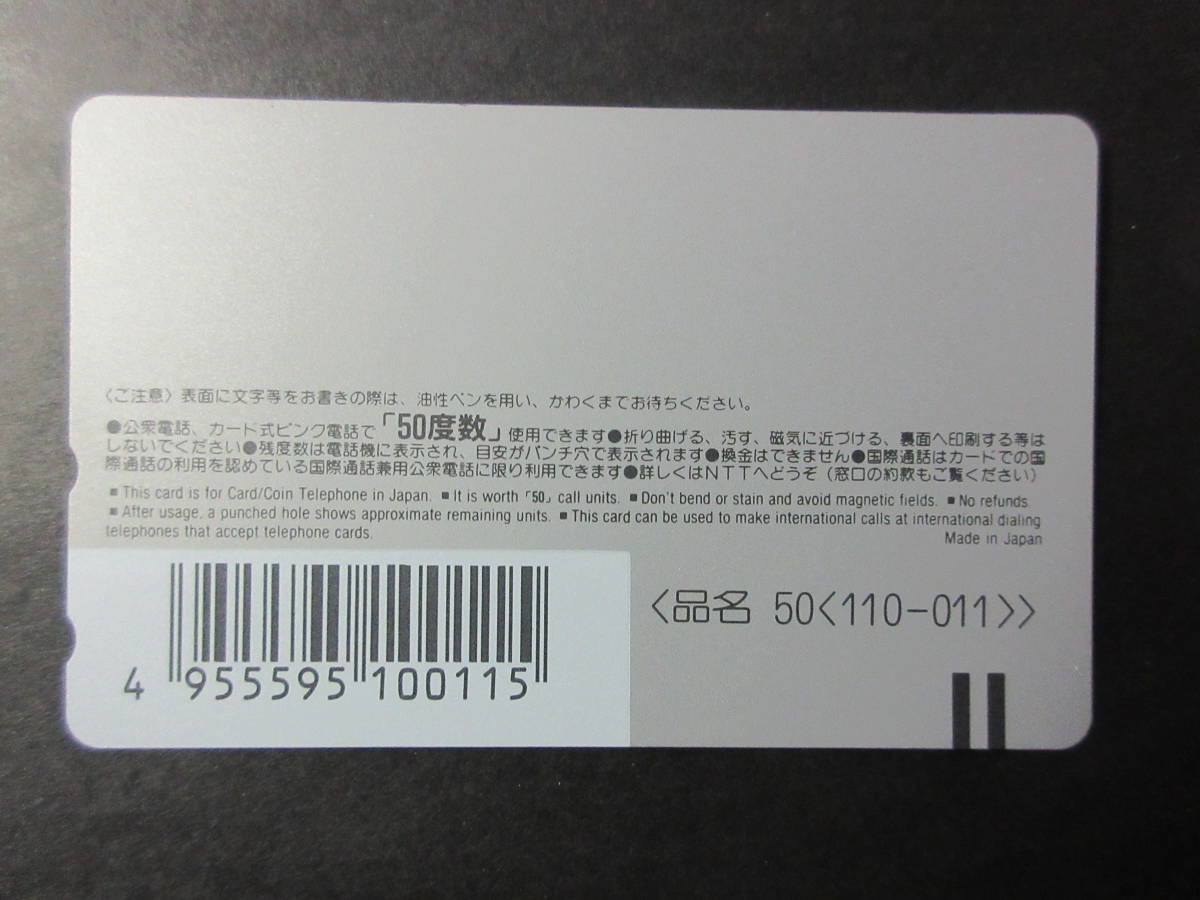 〈ご注意〉表面に文字等をお書きの際は、油性ペンを用い、かわくまでお待ちください。
●公衆電話、カード式ピンク電話で「50度数」使用できます●折り曲げる、汚す、磁気に近づける、裏面へ印刷する等は
しないでください●残度数は電話機に表示され、目安がパンチ穴で表示されます●換金はできません●国際通話はカードでの国
際通話の利用を認めている国際通話兼用公衆電話に限り利用できます●詳しくはNTTへどうぞ（窓口の約款もご覧ください）
■ This card is for Card/Coin Telephone in Japan. ■ It is worth「50」call units. ■ Don't bend or stain and avoid magnetic fields. ■ No refunds
■ After usage, a punched hole shows approximate remaining units. ■ This card can be used to make international calls at international dialing
telephones that accept telephone cards.
Made in Japan
〈品名 50〈110-011〉〉
4 955595 100115